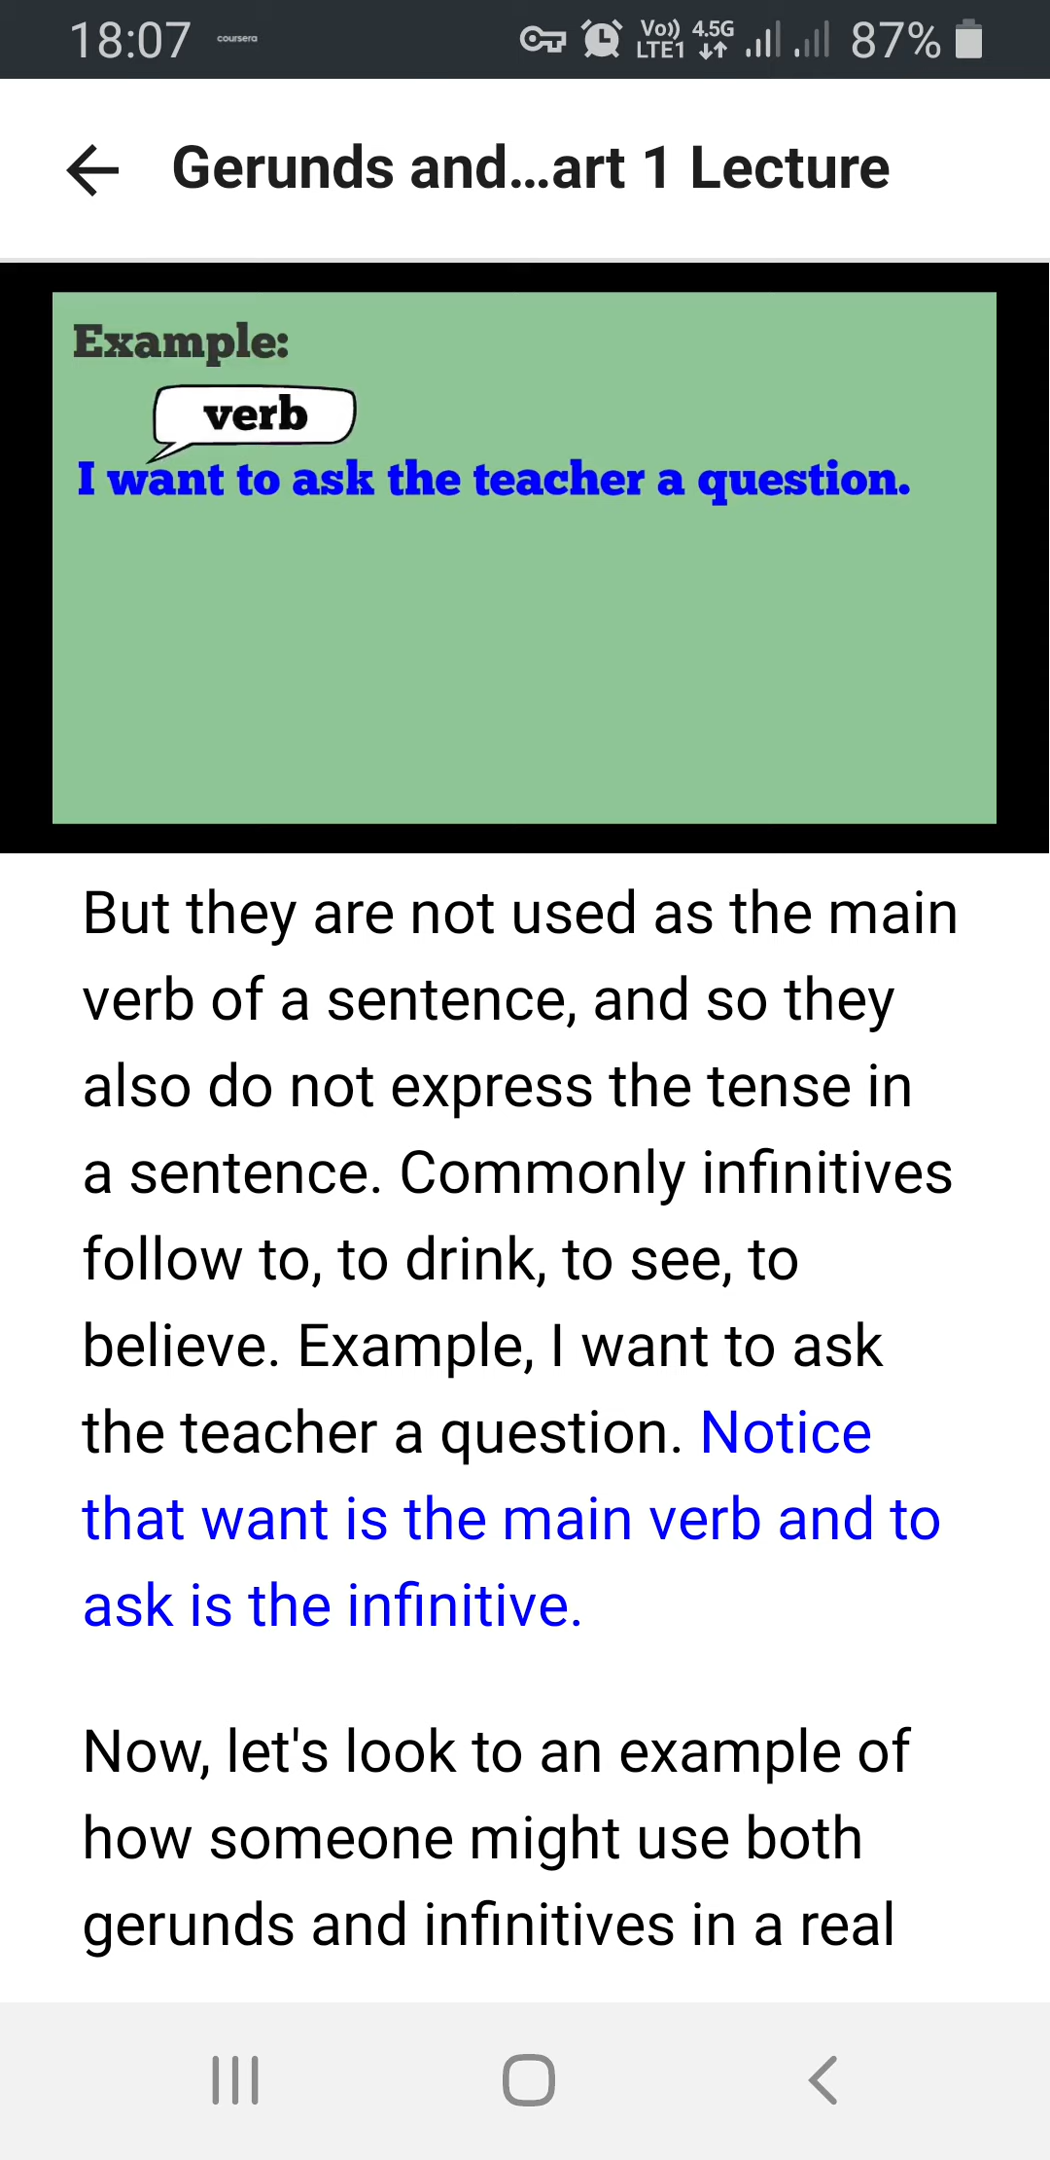 18:07 coursera Vo)) LTE1 4.5G 87%
Gerunds and...art 1 Lecture
Example:
verb
I want to ask the teacher a question.
But they are not used as the main
verb of a sentence, and so they
also do not express the tense in
a sentence. Commonly infinitives
follow to, to drink, to see, to
believe. Example, I want to ask
the teacher a question. Notice
that want is the main verb and to
ask is the infinitive.
Now, let's look to an example of
how someone might use both
gerunds and infinitives in a real